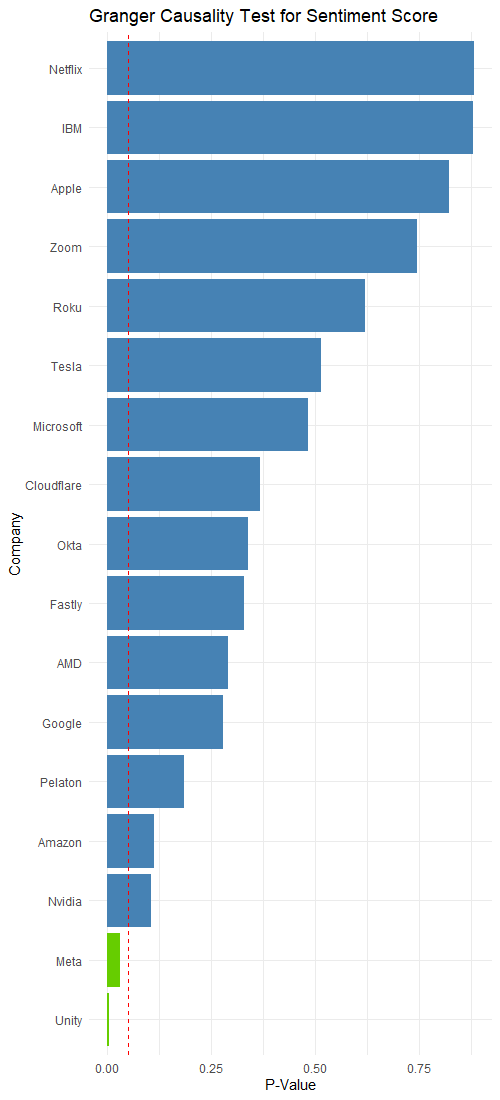 Granger Causality Test for Sentiment Score
Netflix
IBM
Apple
Zoom
Roku
Tesla
Microsoft
Cloudflare
Okta
Fastly
AMD
Google
Pelaton
Amazon
Nvidia
Meta
Unity
Company
0.00 0.25 0.50 0.75
P-Value